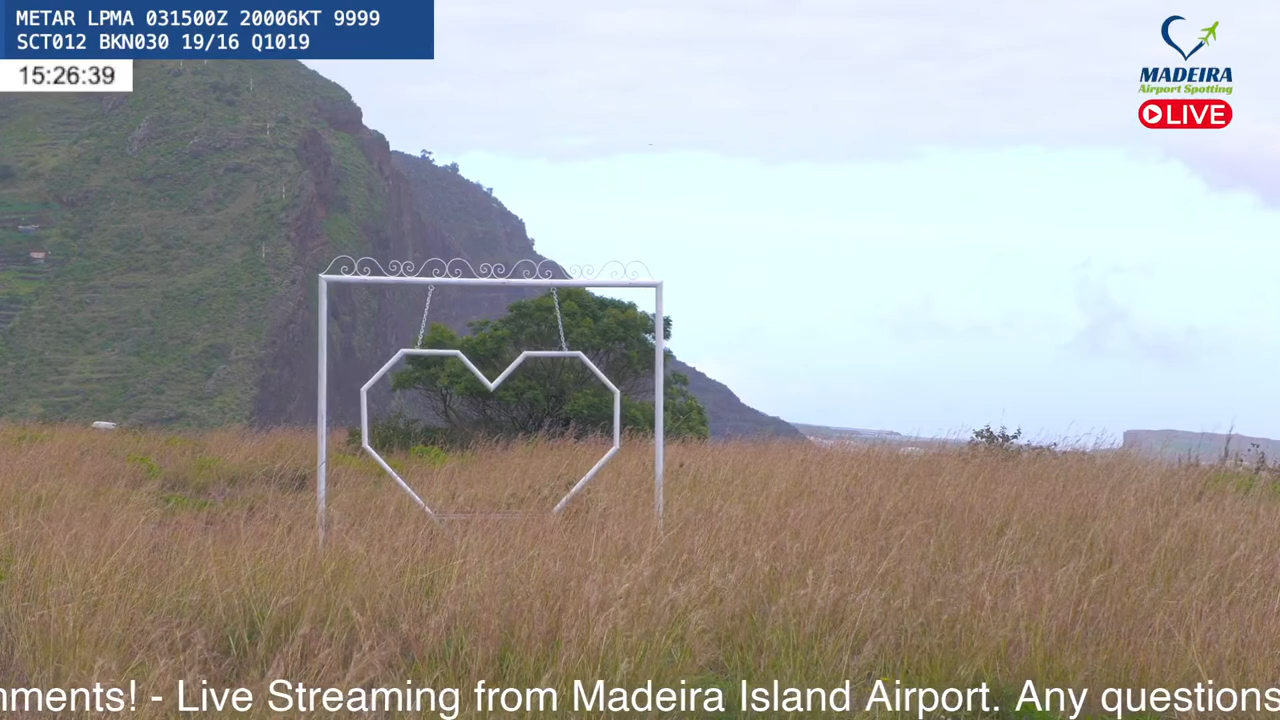 METAR LPMA 031500Z 20006KT 9999
SCT012 BKN030 19/16 Q1019
15:26:39
MADEIRA
Airport Spotting
LIVE
mments! - Live Streaming from Madeira Island Airport. Any questions